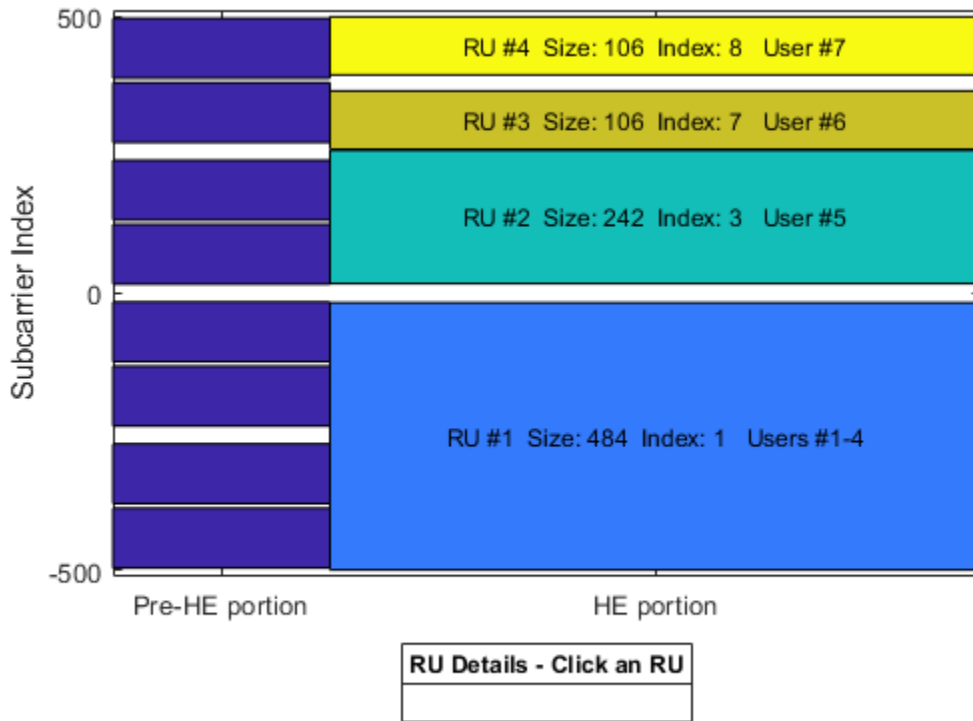 500
RU #4 Size: 106 Index: 8 User #7
RU #3 Size: 106 Index: 7 User #6
RU #2 Size: 242 Index: 3 User #5
0
Subcarrier Index
RU #1 Size: 484 Index: 1 Users #1-4
-500
Pre-HE portion
HE portion
RU Details - Click an RU